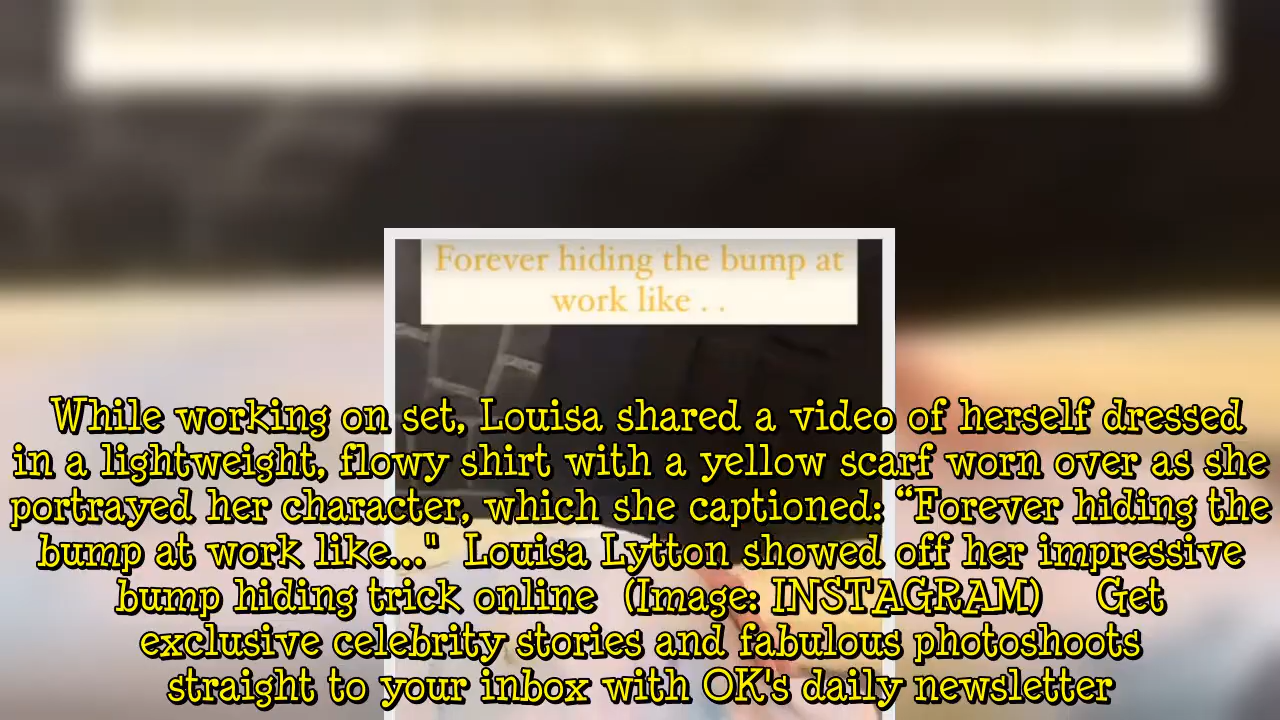 Forever hiding the bump at
work like . .
While working on set, Louisa shared a video of herself dressed
in a lightweight, flowy shirt with a yellow scarf worn over as she
portrayed her character, which she captioned: “Forever hiding the
bump at work like..." Louisa Lytton showed off her impressive
bump hiding trick online (Image: INSTAGRAM) Get
exclusive celebrity stories and fabulous photoshoots
straight to your inbox with OK's daily newsletter